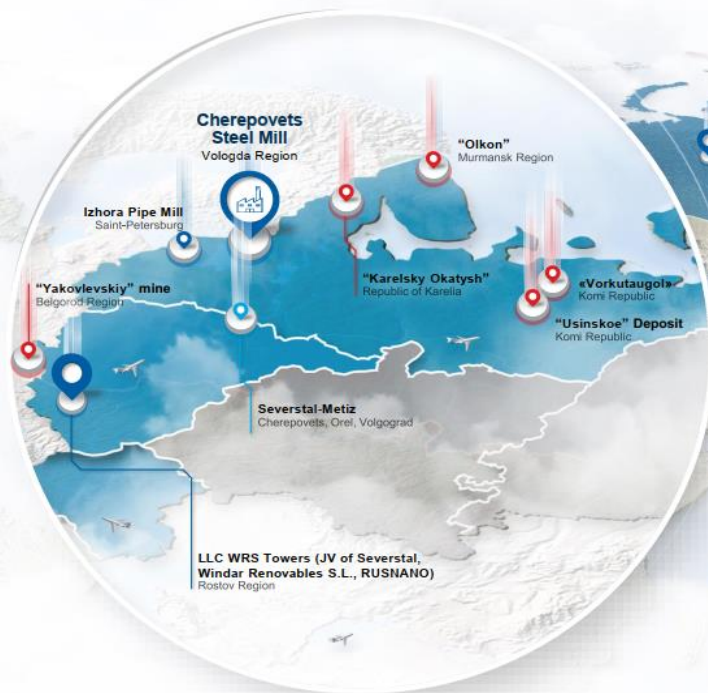 Cherepovets
Steel Mill
Vologda Region
“Olkon”
Murmansk Region
Izhora Pipe Mill
Saint-Petersburg
“Yakovlevskiy” mine
Belgorod Region
“Karelsky Okatysh”
Republic of Karelia
«Vorkutaugol»
Komi Republic
“Usinskoe” Deposit
Komi Republic
Severstal-Metiz
Cherepovets, Orel, Volgograd
LLC WRS Towers (JV of Severstal,
Windar Renovables S.L., RUSNANO)
Rostov Region